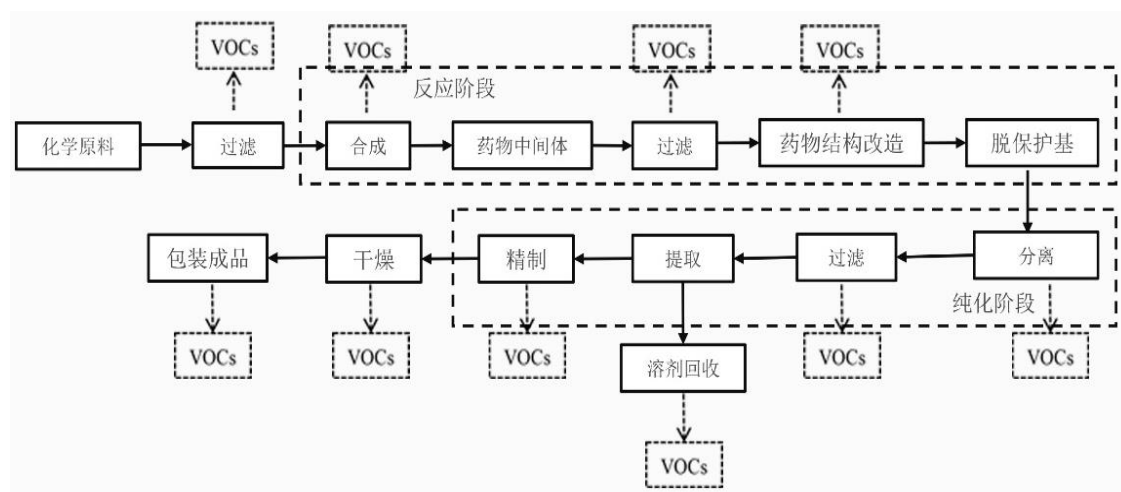 VOCs
VOCs
VOCs
VOCs
反应阶段
化学原料
过滤
合成
药物中间体
过滤
药物结构改造
脱保护基
包装成品
干燥
精制
提取
过滤
分离
纯化阶段
VOCs
VOCs
VOCs
溶剂回收
VOCs
VOCs
VOCs